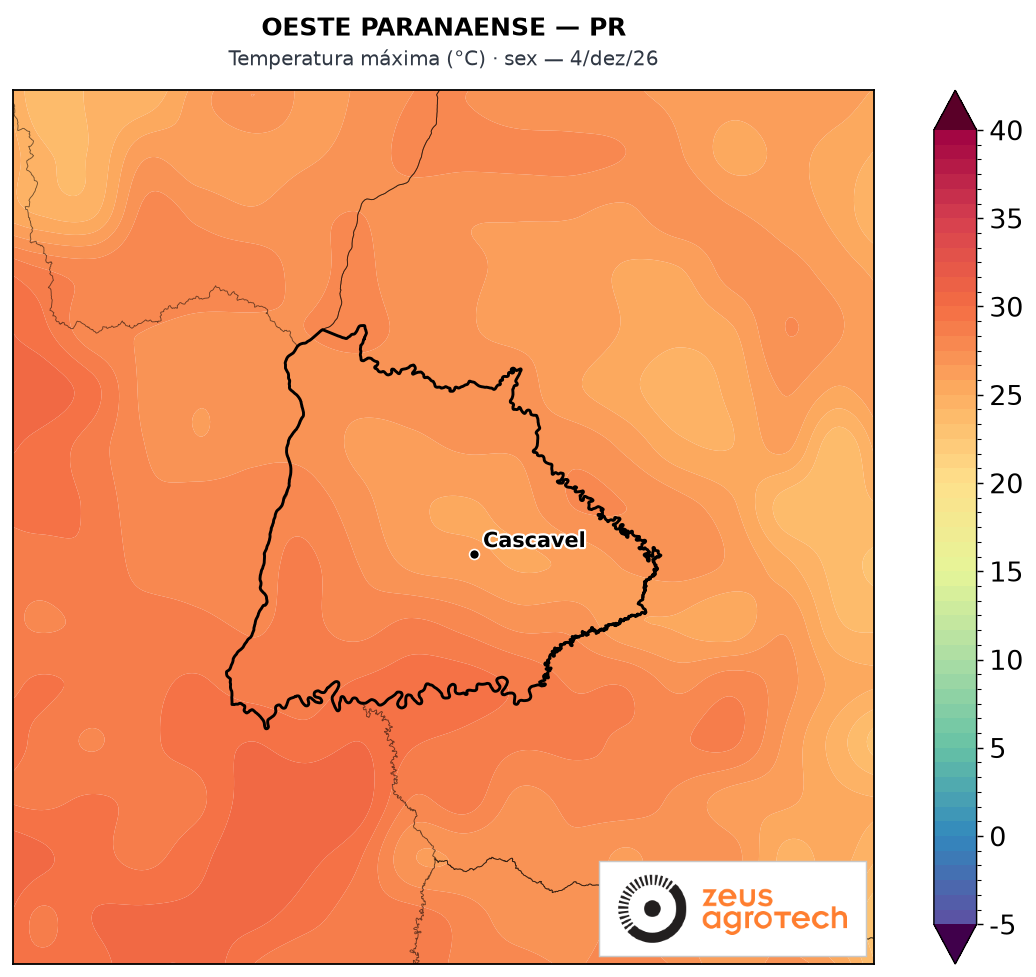 OESTE PARANAENSE — PR
Temperatura máxima (°C) · sex — 4/dez/26
40
35
30
25
20
15
10
5
0
-5
Cascavel
zeus
agrotech